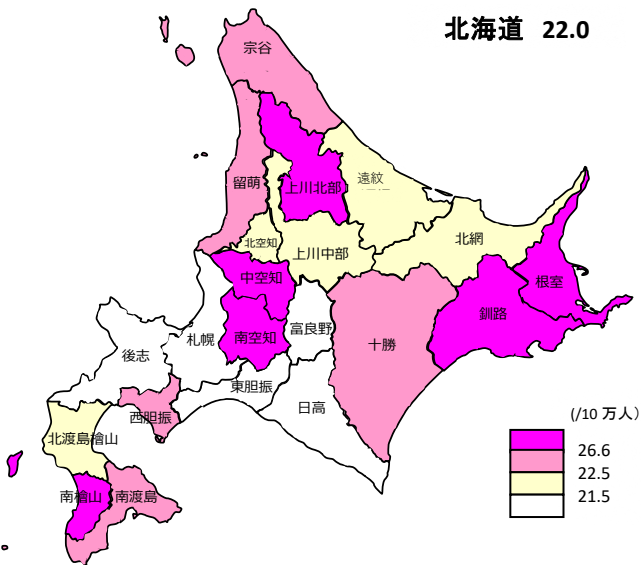 北海道 22.0
宗谷
留萌
上川北部
遠紋
北空知
上川中部
北網
中空知
根室
釧路
南空知
富良野
札幌
十勝
後志
東胆振
西胆振
日高
北渡島檜山
南檜山
南渡島
(/10 万人)
26.6
22.5
21.5